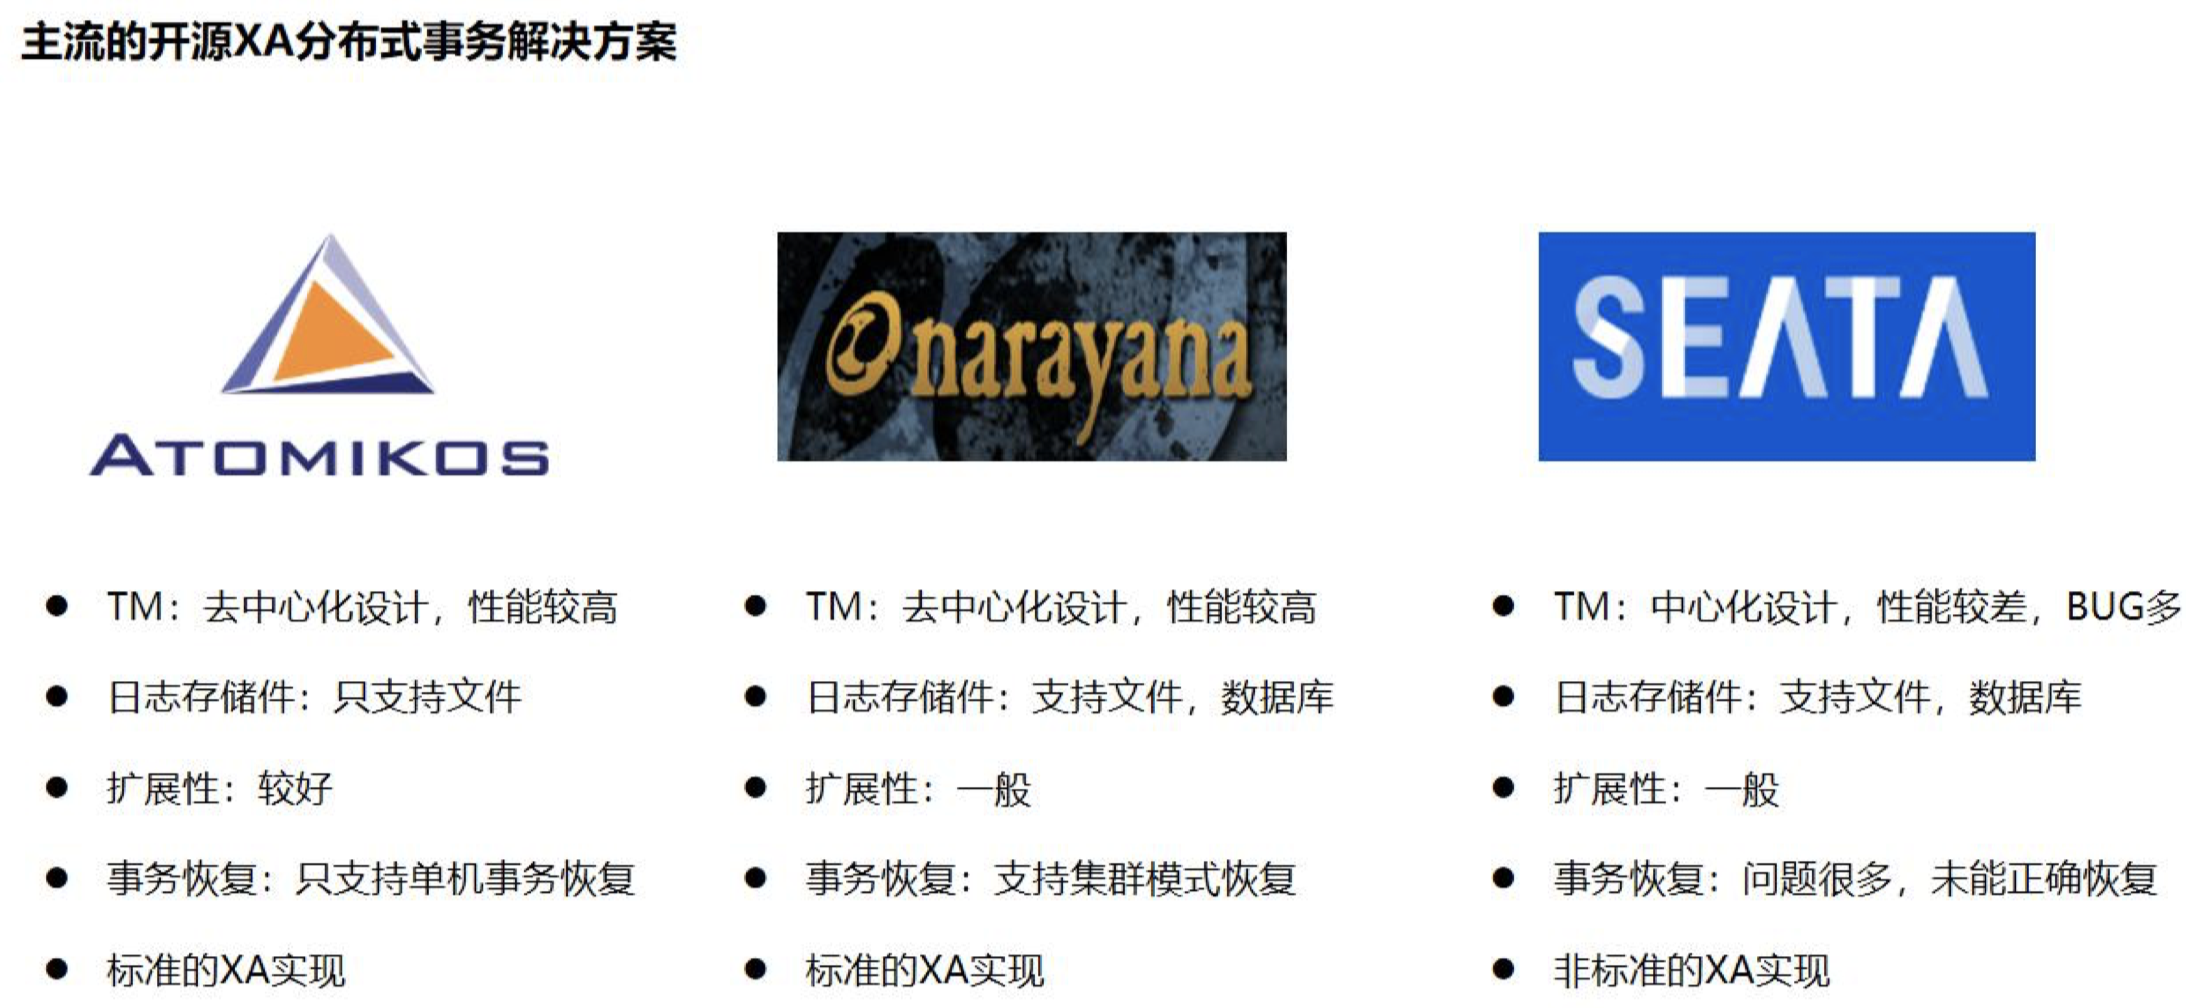 主流的开源XA分布式事务解决方案
ATOMIKOS
narayana
SEATA
TM：去中心化设计，性能较高
日志存储件：只支持文件
扩展性：较好
事务恢复：只支持单机事务恢复
标准的XA实现
TM：去中心化设计，性能较高
日志存储件：支持文件，数据库
扩展性：一般
事务恢复：支持集群模式恢复
标准的XA实现
TM：中心化设计，性能较差，BUG多
日志存储件：支持文件，数据库
扩展性：一般
事务恢复：问题很多，未能正确恢复
非标准的XA实现